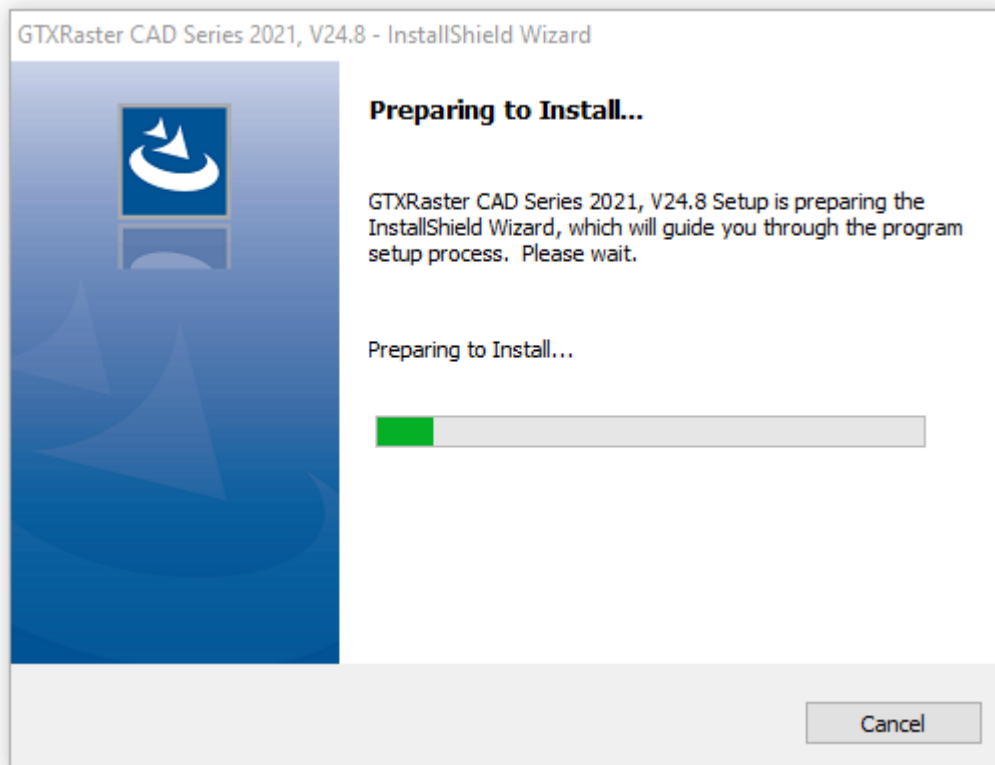 GTXRaster CAD Series 2021, V24.8 - InstallShield Wizard
Preparing to Install...
GTXRaster CAD Series 2021, V24.8 Setup is preparing the
InstallShield Wizard, which will guide you through the program
setup process.  Please wait.
Preparing to Install...
Cancel